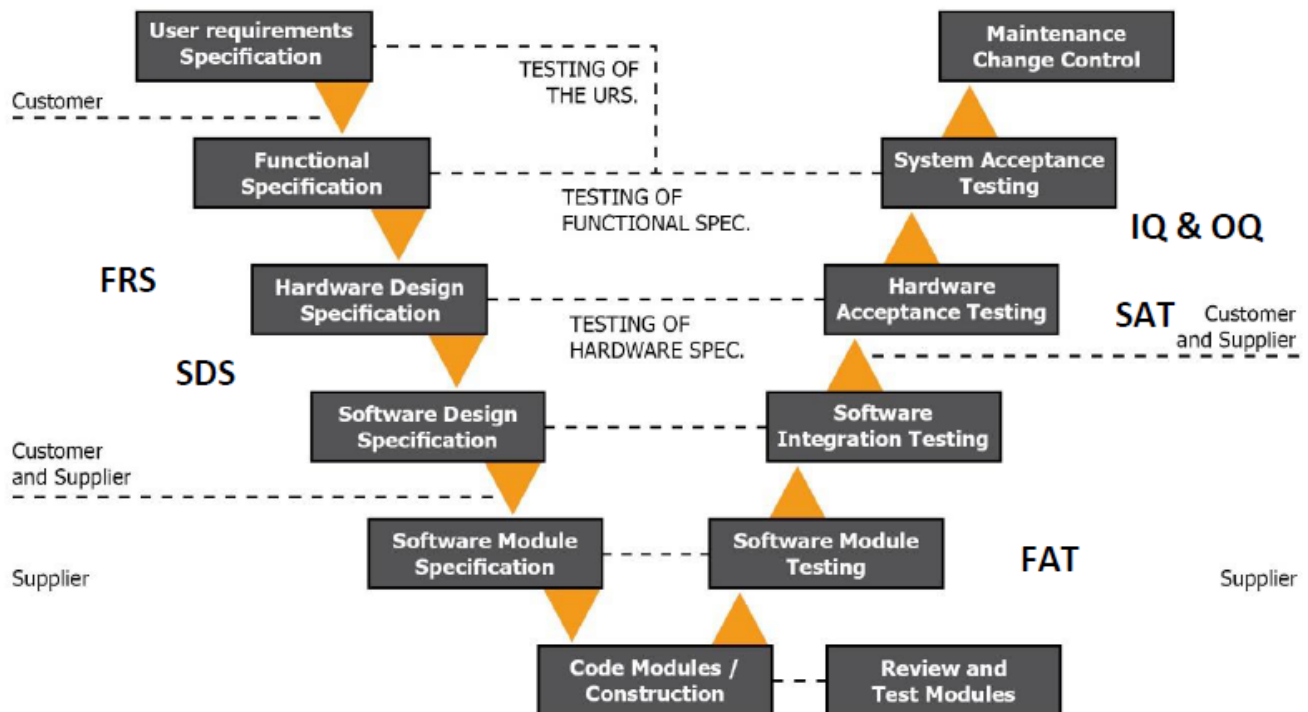 User requirements
Specification
Maintenance
Change Control
TESTING OF
THE URS.
Customer
Functional
Specification
System Acceptance
Testing
TESTING OF
FUNCTIONAL SPEC.
IQ & OQ
FRS
Hardware Design
Specification
Hardware
Acceptance Testing
TESTING OF
HARDWARE SPEC.
SAT
Customer
and Supplier
SDS
Software Design
Specification
Software
Integration Testing
Customer
and Supplier
Software Module
Specification
Software Module
Testing
FAT
Supplier
Supplier
Code Modules /
Construction
Review and
Test Modules